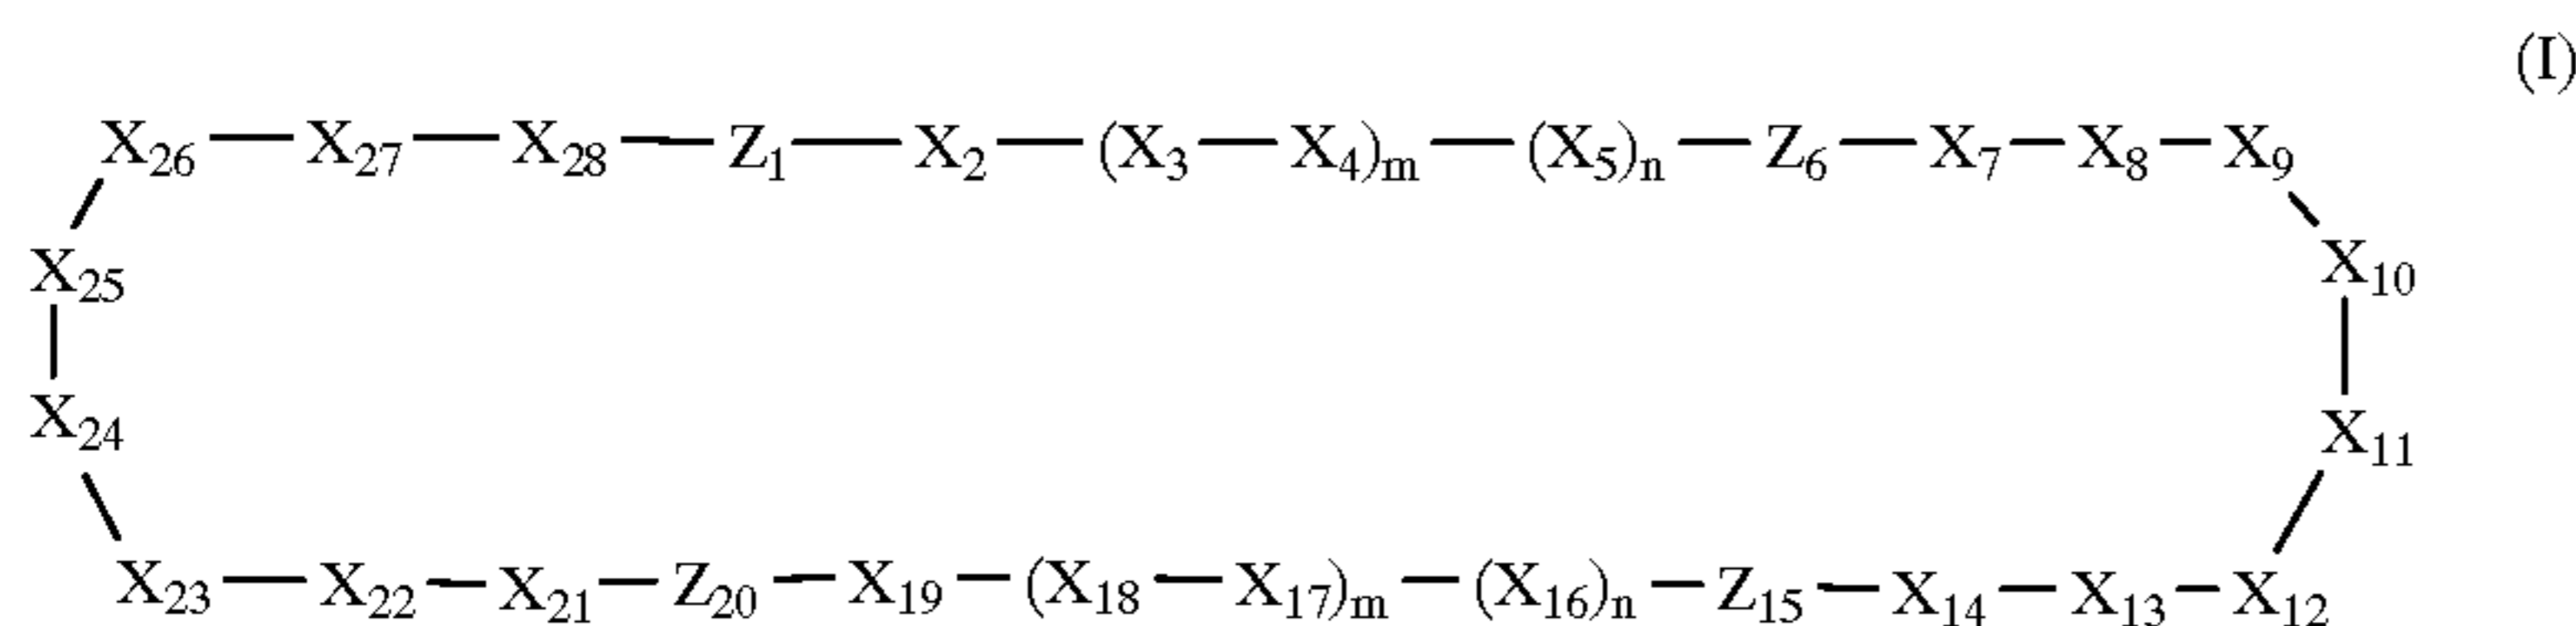 (I)
X26 — X27 — X28 — Z1 — X2 — (X3 — X4)m — (X5)n — Z6 — X7 — X8 — X9
X25 X10
X24 X11
X23 — X22 — X21 — Z20 — X19 — (X18 — X17)m — (X16)n — Z15 — X14 — X13 — X12